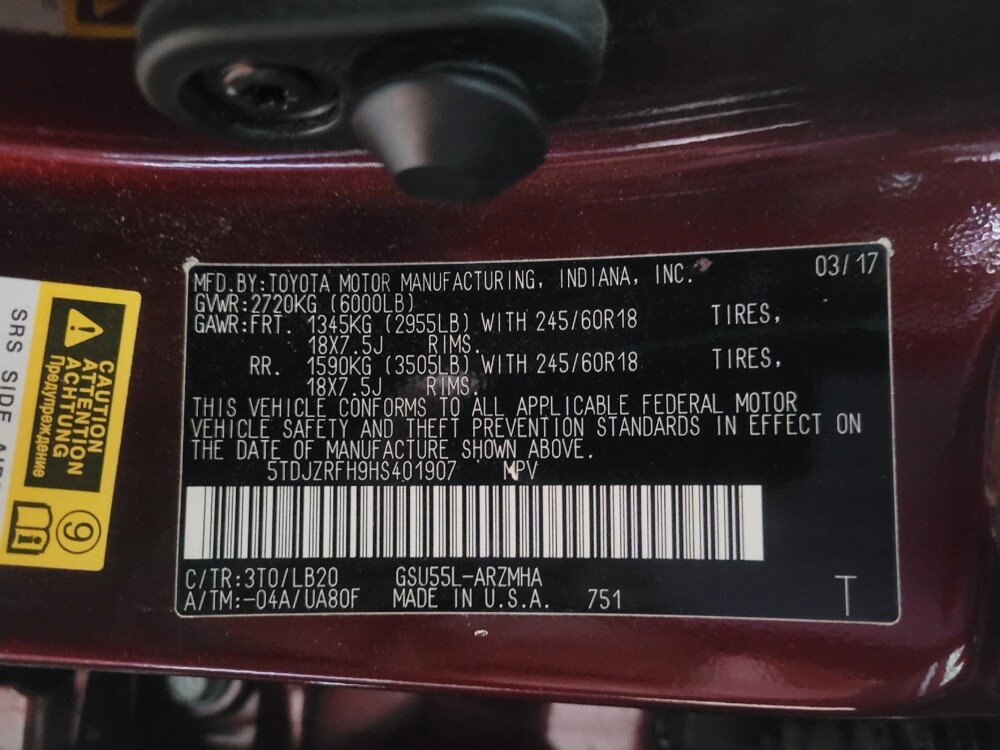 MFD.BY:TOYOTA MOTOR MANUFACTURING, INDIANA, INC. 03/17
GVWR:2720KG (6000LB)
GAWR:FRT. 1345KG (2955LB) WITH 245/60R18 TIRES,
18X7.5J RIMS.
RR. 1590KG (3505LB) WITH 245/60R18 TIRES,
18X7.5J RIMS.
THIS VEHICLE CONFORMS TO ALL APPLICABLE FEDERAL MOTOR
VEHICLE SAFETY AND THEFT PREVENTION STANDARDS IN EFFECT ON
THE DATE OF MANUFACTURE SHOWN ABOVE.
5TDJZRFH9HS401907 MPV
C/TR:3T0/LB20 GSU55L-ARZMHA
A/TM:-04A/UA80F MADE IN U.S.A. 751 T
CAUTION
ATTENTION
ACHTUNG
Предупреждение
9
SRS SIDE